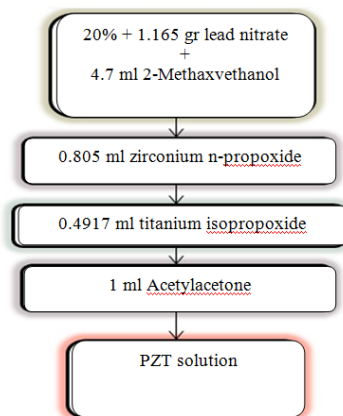 20% + 1.165 gr lead nitrate
+
4.7 ml 2-Methaxvethanol
0.805 ml zirconium n-propoxide
0.4917 ml titanium isopropoxide
1 ml Acetylacetone
PZT solution